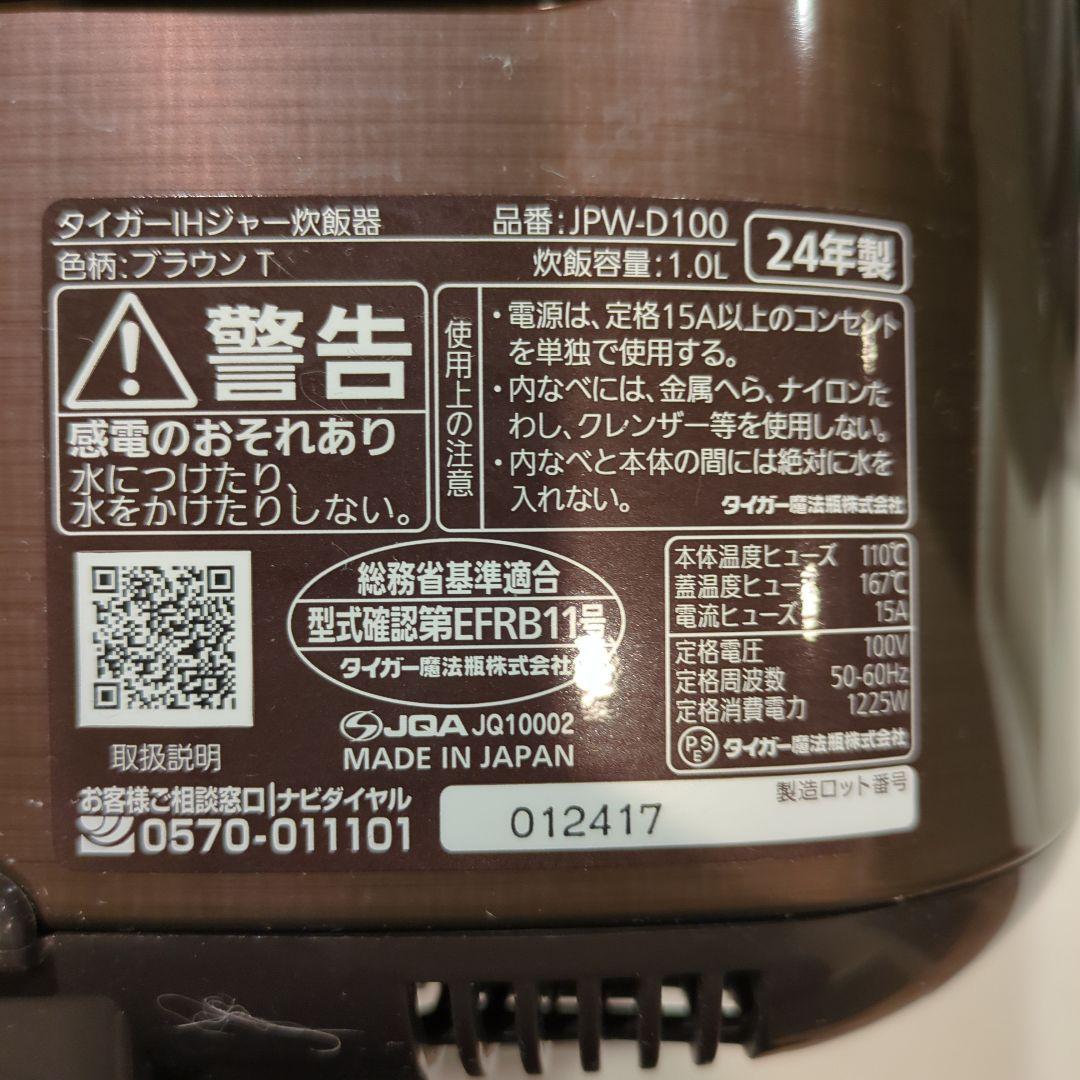 タイガーIHジャー炊飯器 品番:JPW-D100
色柄:ブラウン T 炊飯容量:1.0L
24年製
警告
感電のおそれあり
水につけたり、
水をかけたりしない。
使用上の注意
・電源は、定格15A以上のコンセント
を単独で使用する。
・内なべには、金属へら、ナイロンた
わし、クレンザー等を使用しない。
・内なべと本体の間には絶対に水を
入れない。
タイガー魔法瓶株式会社
取扱説明
総務省基準適合
型式確認第EFRB11号
タイガー魔法瓶株式会社
JQA JQ10002
MADE IN JAPAN
本体温度ヒューズ 110℃
蓋温度ヒューズ 167℃
電流ヒューズ 15A
定格電圧 100V
定格周波数 50-60Hz
定格消費電力 1225W
PSE タイガー魔法瓶株式会社
お客様ご相談窓口|ナビダイヤル
0570-011101
製造ロット番号
012417